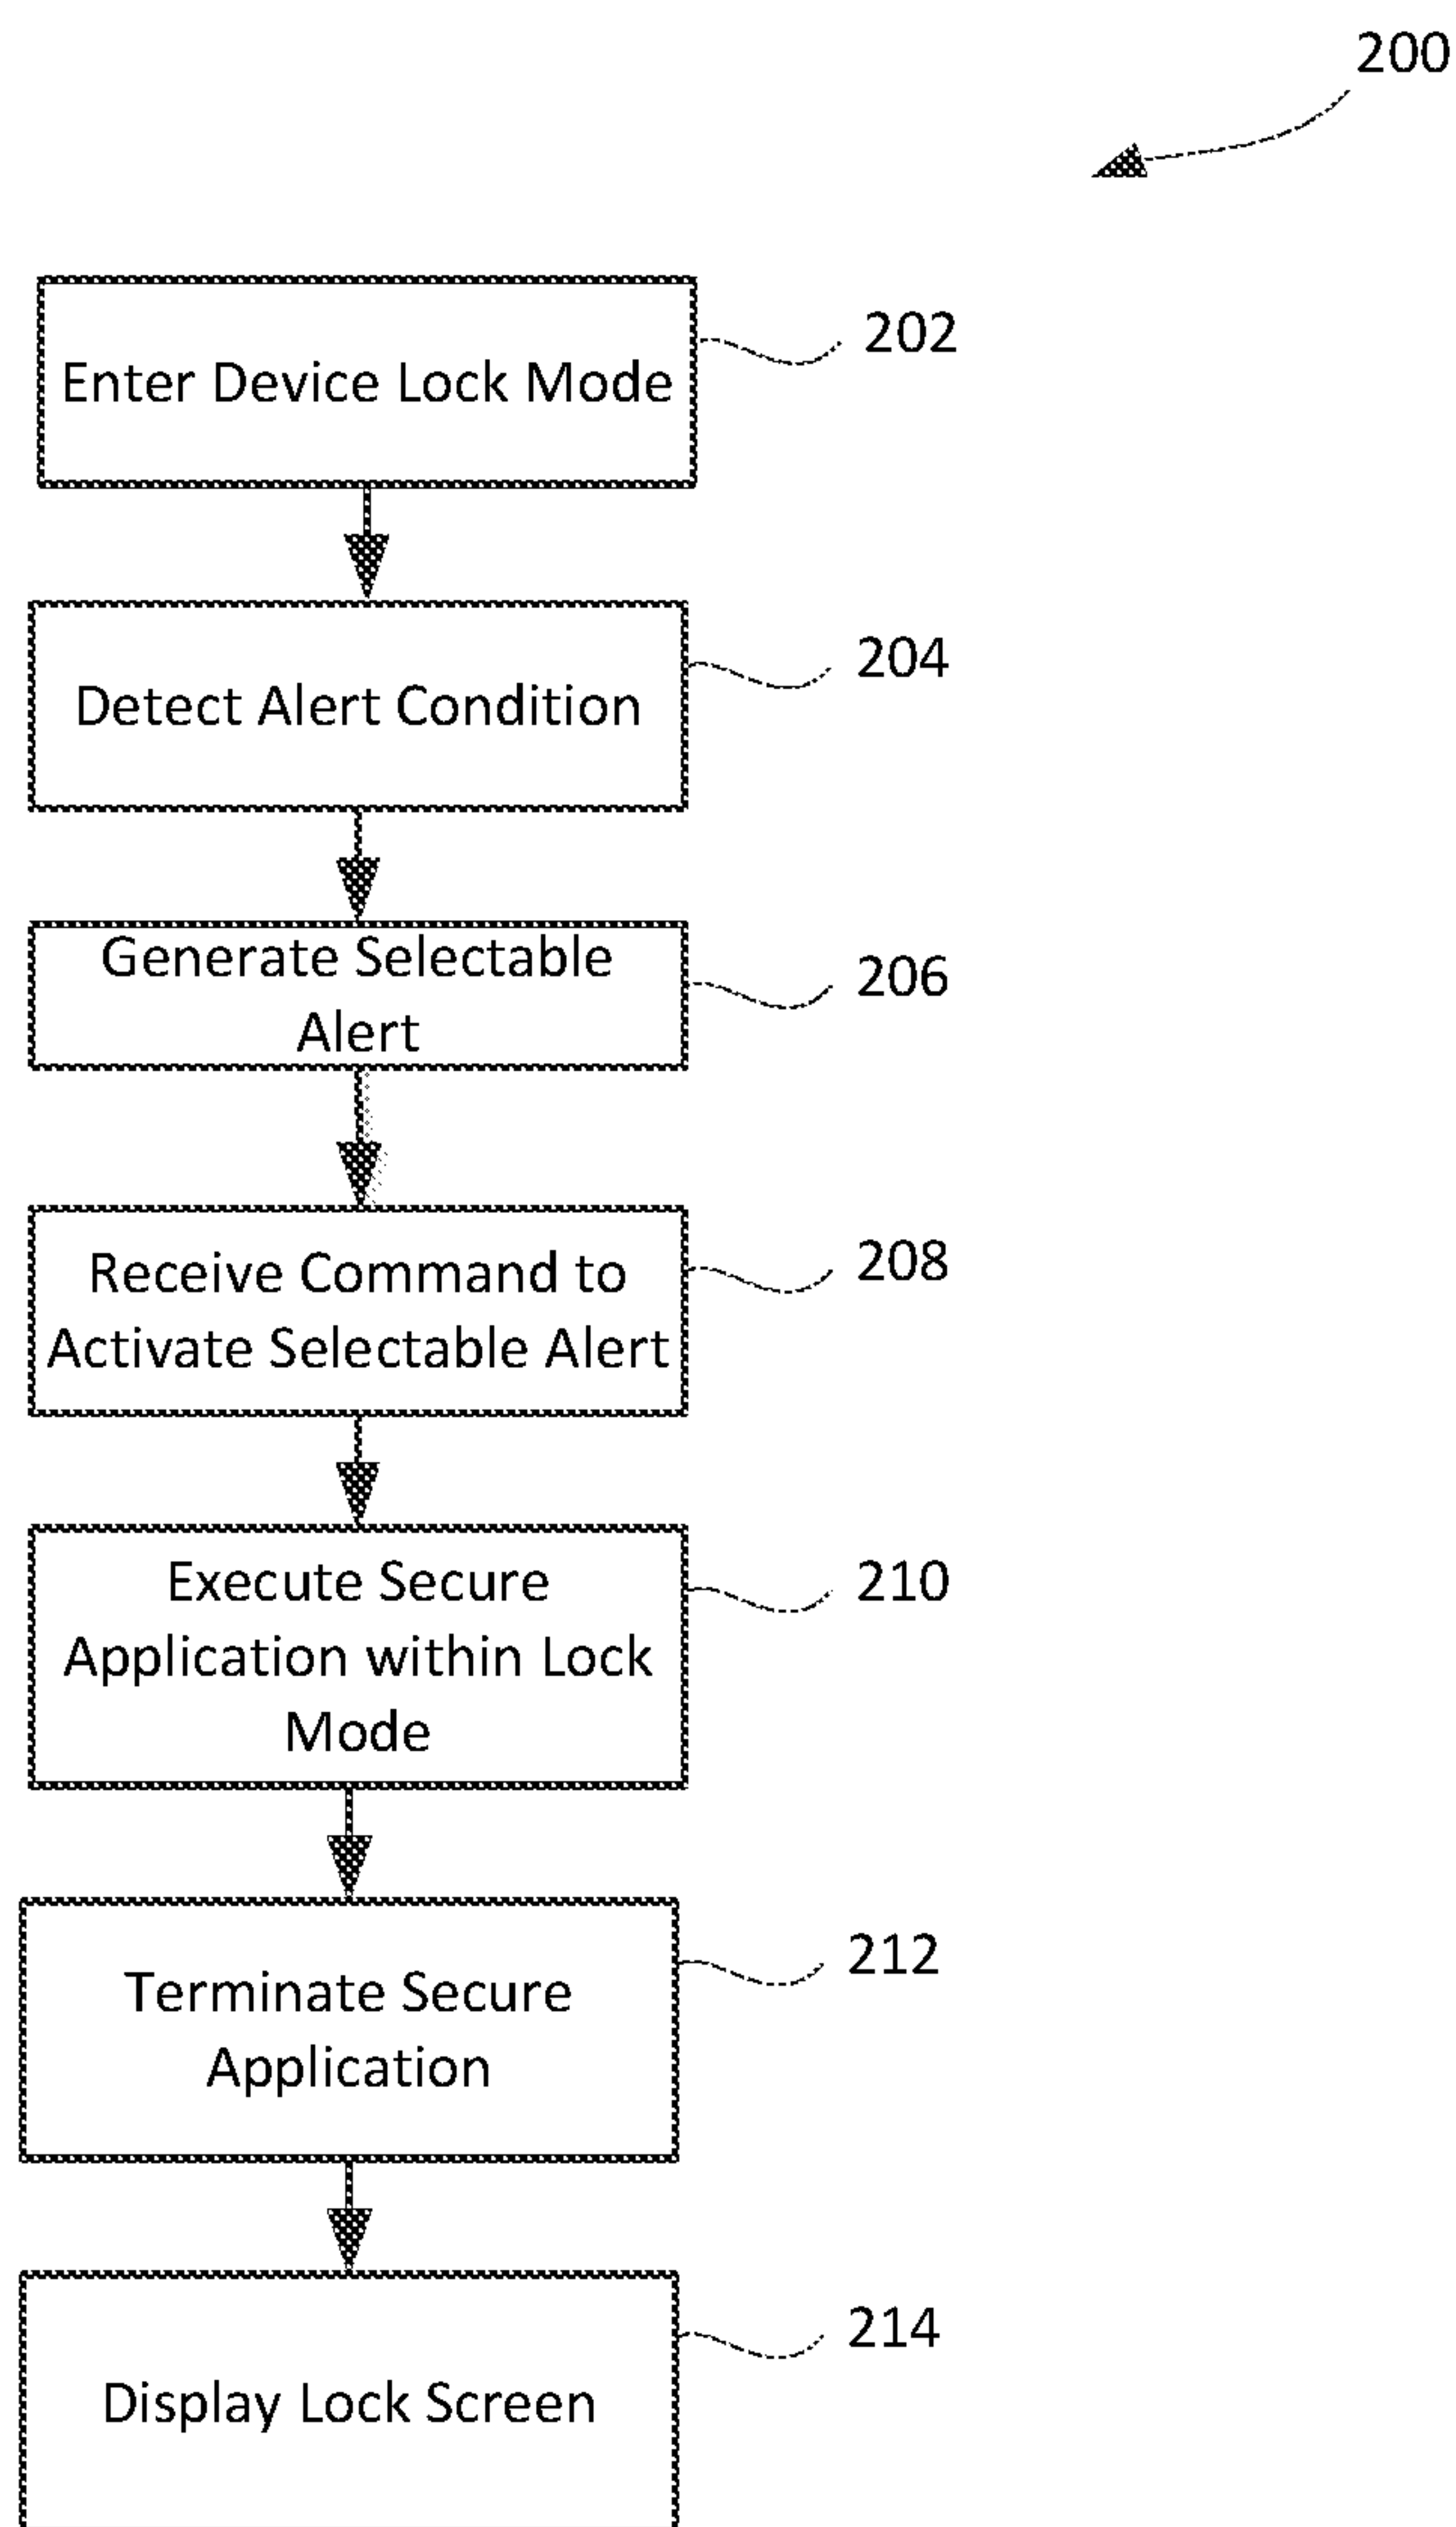 200
Enter Device Lock Mode
202
Detect Alert Condition
204
Generate Selectable
Alert
206
Receive Command to
Activate Selectable Alert
208
Execute Secure
Application within Lock
Mode
210
Terminate Secure
Application
212
Display Lock Screen
214